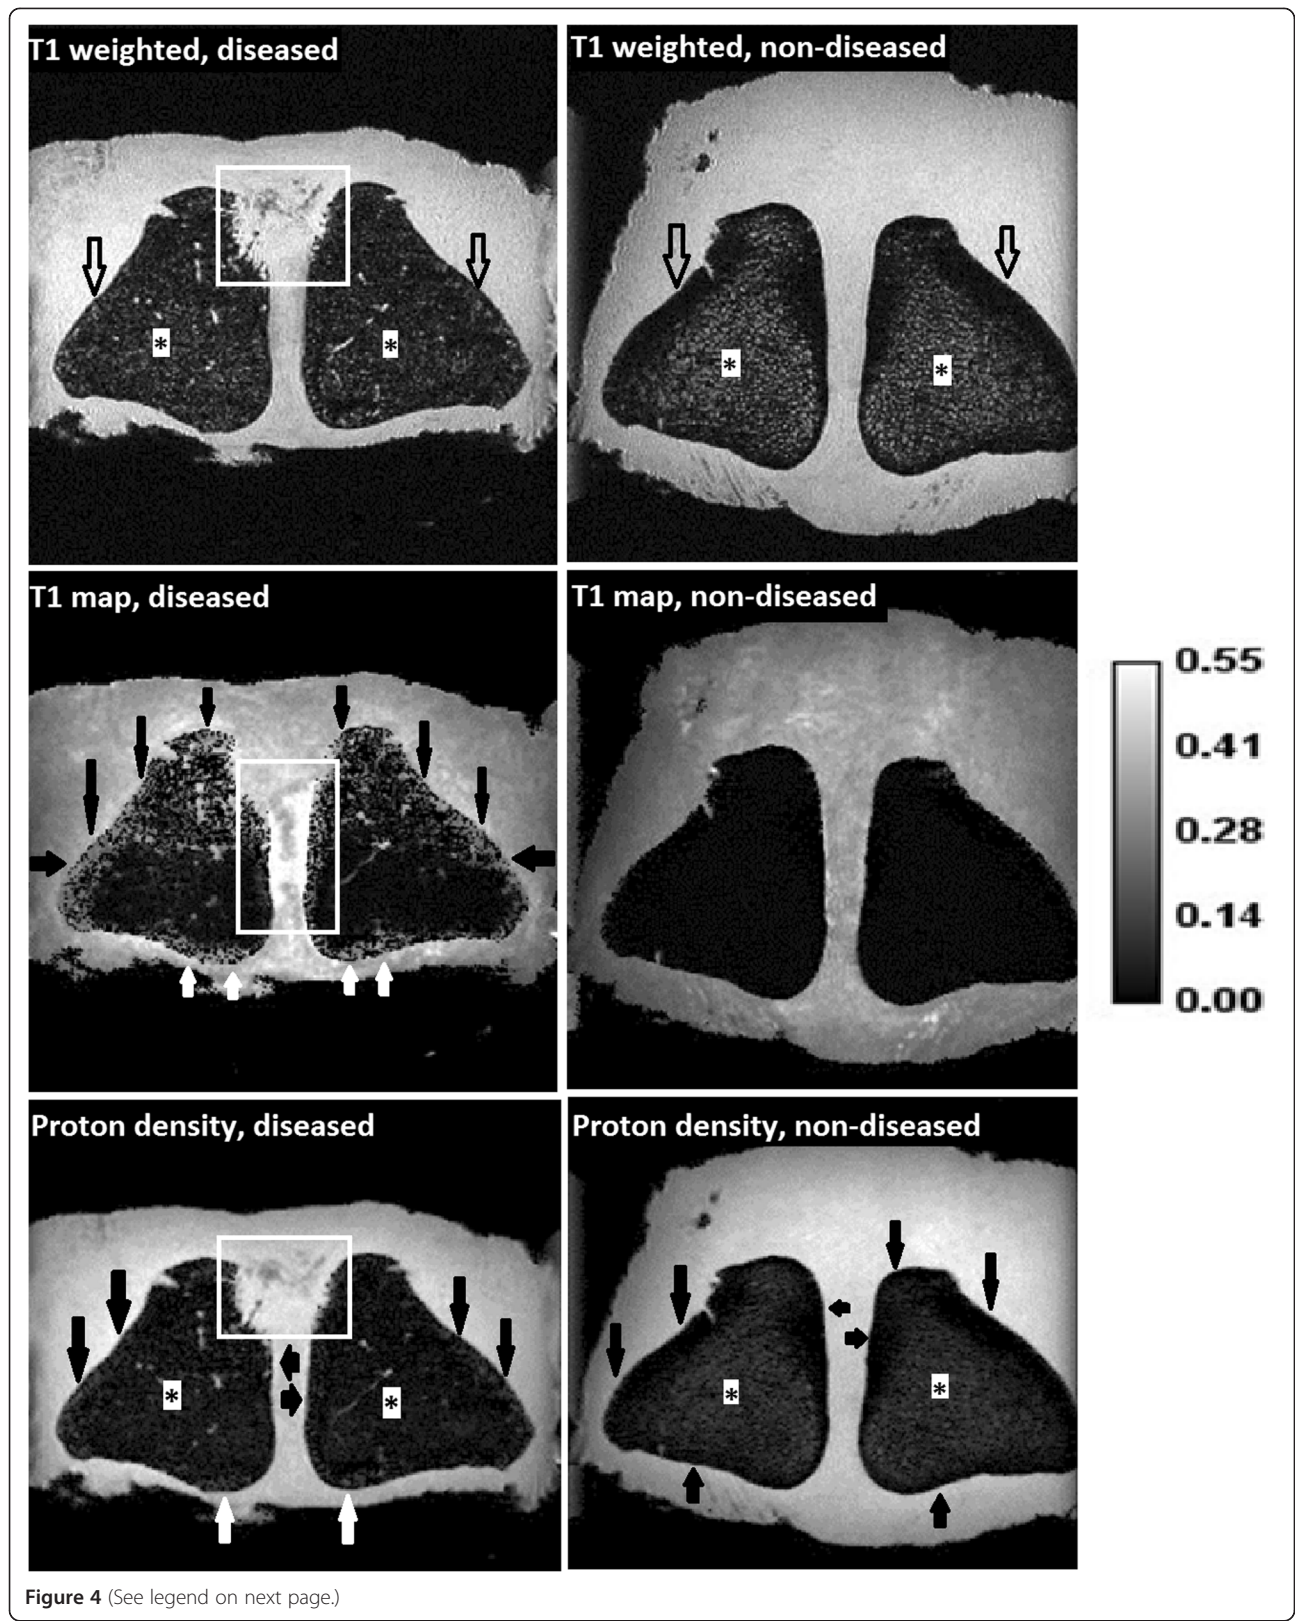 T1 weighted, diseased
T1 weighted, non-diseased
*
*
*
*
T1 map, diseased
T1 map, non-diseased
0.55
0.41
0.28
0.14
0.00
Proton density, diseased
Proton density, non-diseased
*
*
*
*
Figure 4 (See legend on next page.)